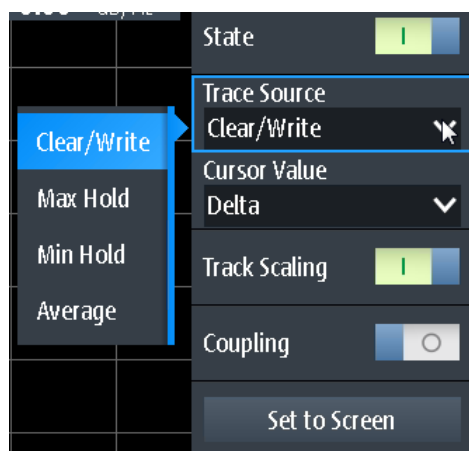 State
Trace Source
Clear/Write
Cursor Value
Delta
Track Scaling
Coupling
Set to Screen
Clear/Write
Max Hold
Min Hold
Average